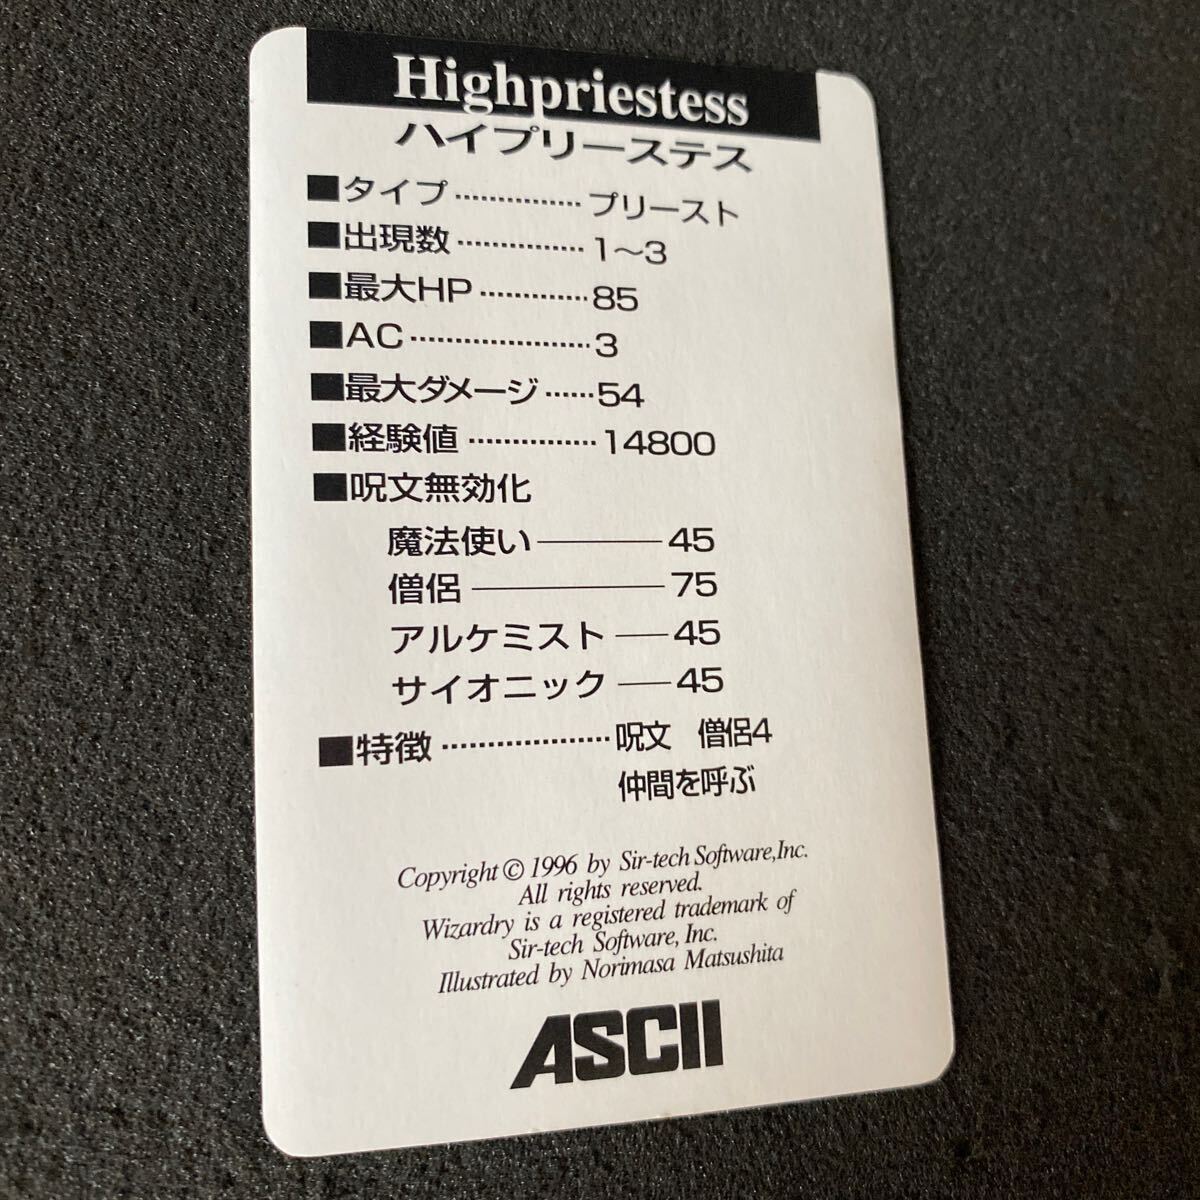 Highpriestess
ハイプリーステス
■タイプ……………プリースト
■出現数……………1〜3
■最大HP…………85
■AC………………3
■最大ダメージ……54
■経験値……………14800
■呪文無効化
魔法使い―――45
僧侶―――――75
アルケミスト―45
サイオニック―45
■特徴………………呪文　僧侶4
仲間を呼ぶ
Copyright © 1996 by Sir-tech Software,Inc.
All rights reserved.
Wizardry is a registered trademark of
Sir-tech Software, Inc.
Illustrated by Norimasa Matsushita
ASCII